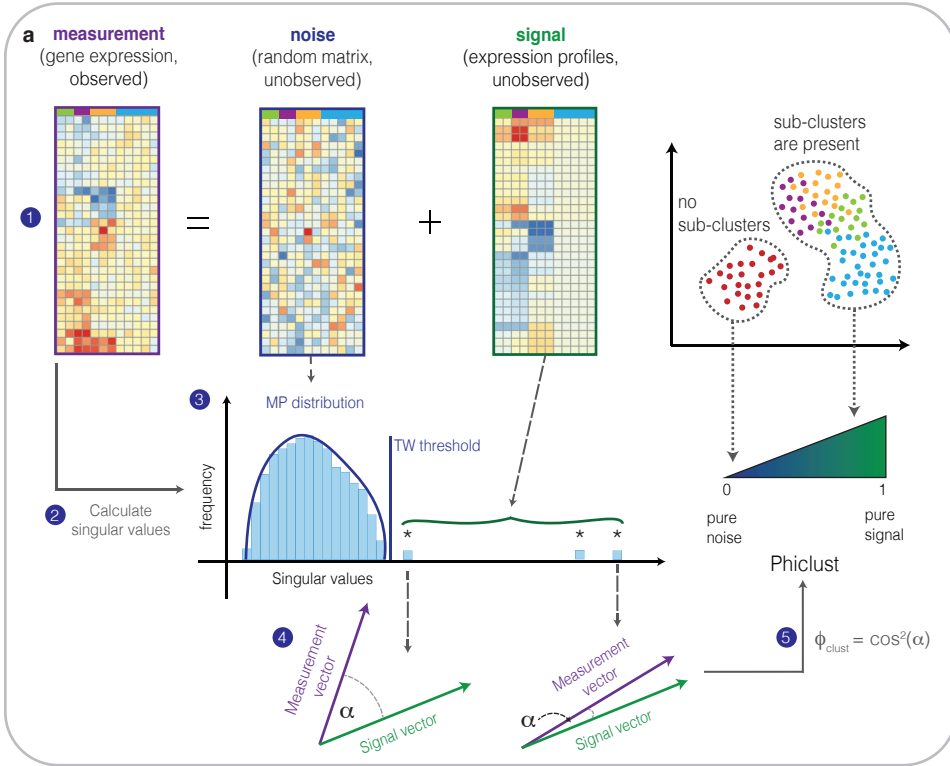 a
measurement
(gene expression,
observed)
noise
(random matrix,
unobserved)
signal
(expression profiles,
unobserved)
1
=
+
sub-clusters
are present
no
sub-clusters
3
MP distribution
TW threshold
frequency
* * *
Singular values
2
Calculate
singular values
0
1
pure
noise
pure
signal
Phiclust
4
Measurement
vector
α
Signal vector
Measurement
vector
α
Signal vector
5
ϕclust = cos²(α)